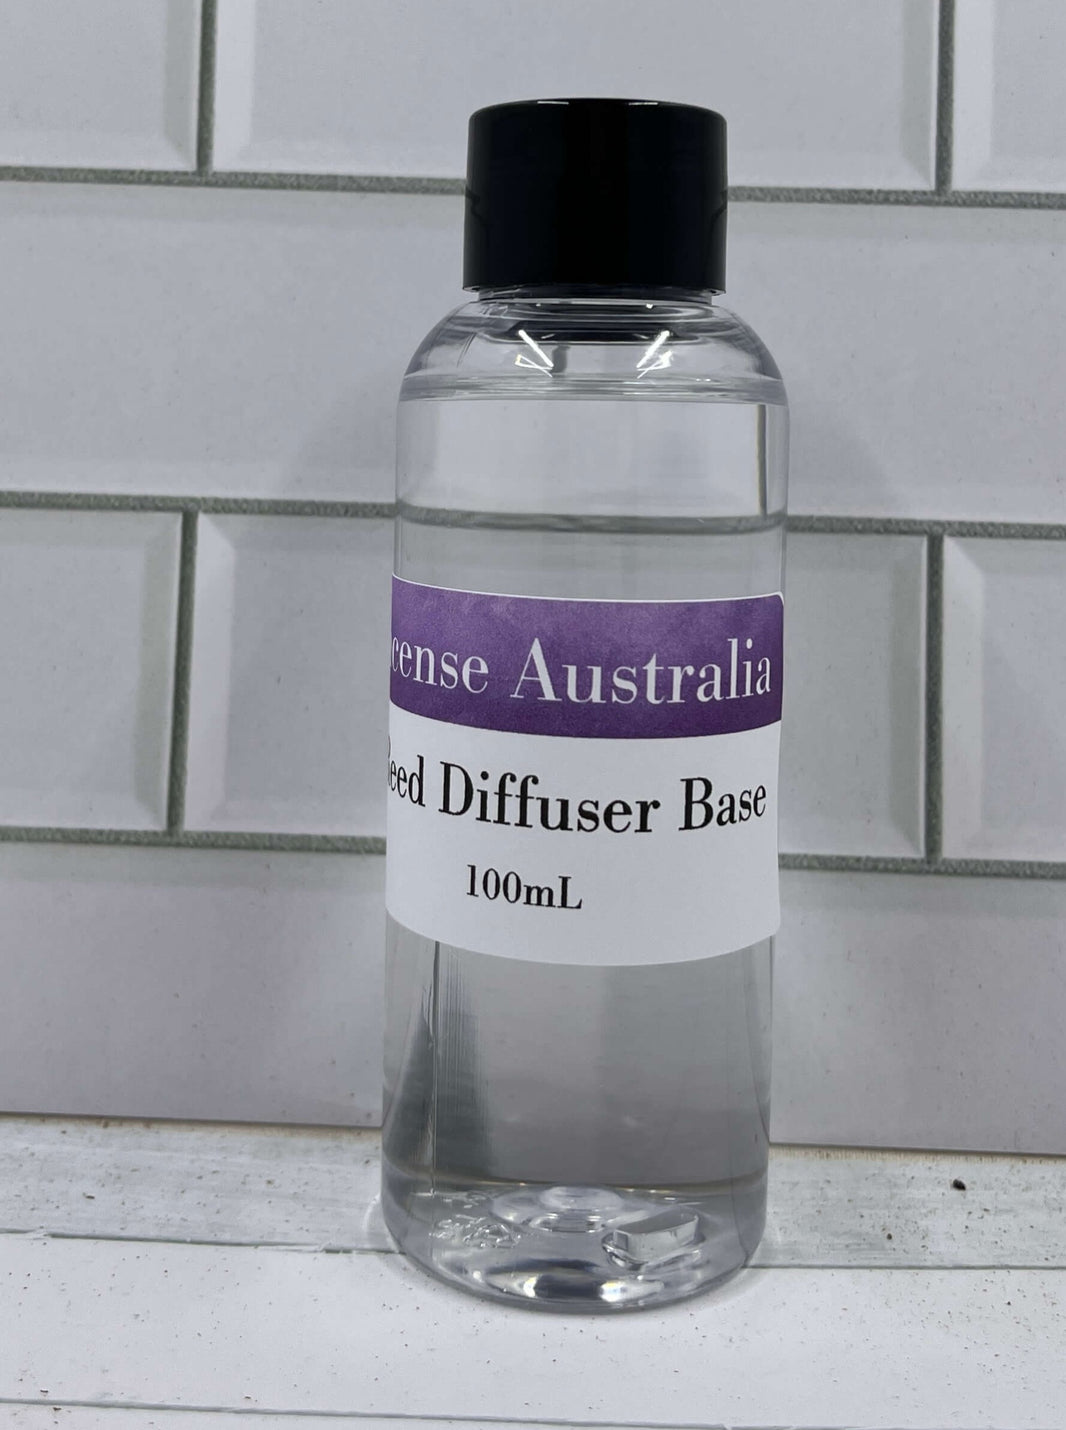 cense Australia
Reed Diffuser Base
100mL